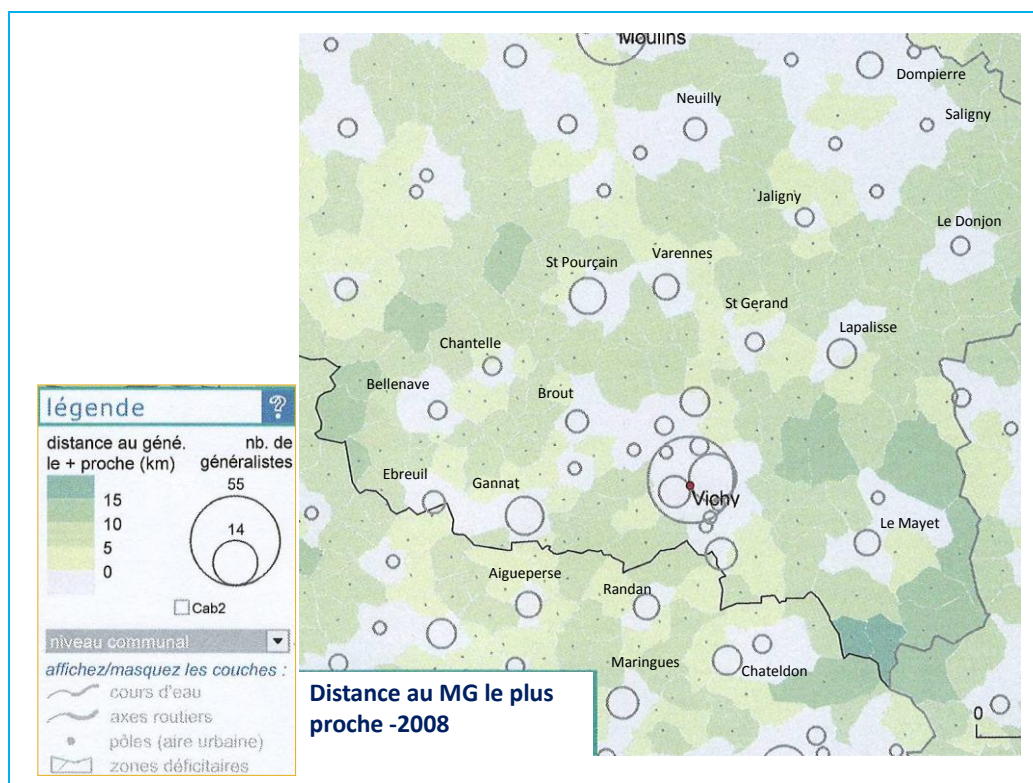 Moulins
Dompierre
Neuilly
Saligny
Jaligny
Le Donjon
St Pourçain
Varennes
St Gerand
Lapalisse
Chantelle
Bellenave
Brout
Ebreuil
Gannat
Vichy
Le Mayet
Aigueperse
Randan
Maringues
Chateldon
0
légende
?
distance au géné. nb. de
le + proche (km) généralistes
55
15
14
10
5
0
Cab2
niveau communal
affichez/masquez les couches :
cours d'eau
axes routiers
pôles (aire urbaine)
zones déficitaires
Distance au MG le plus
proche -2008